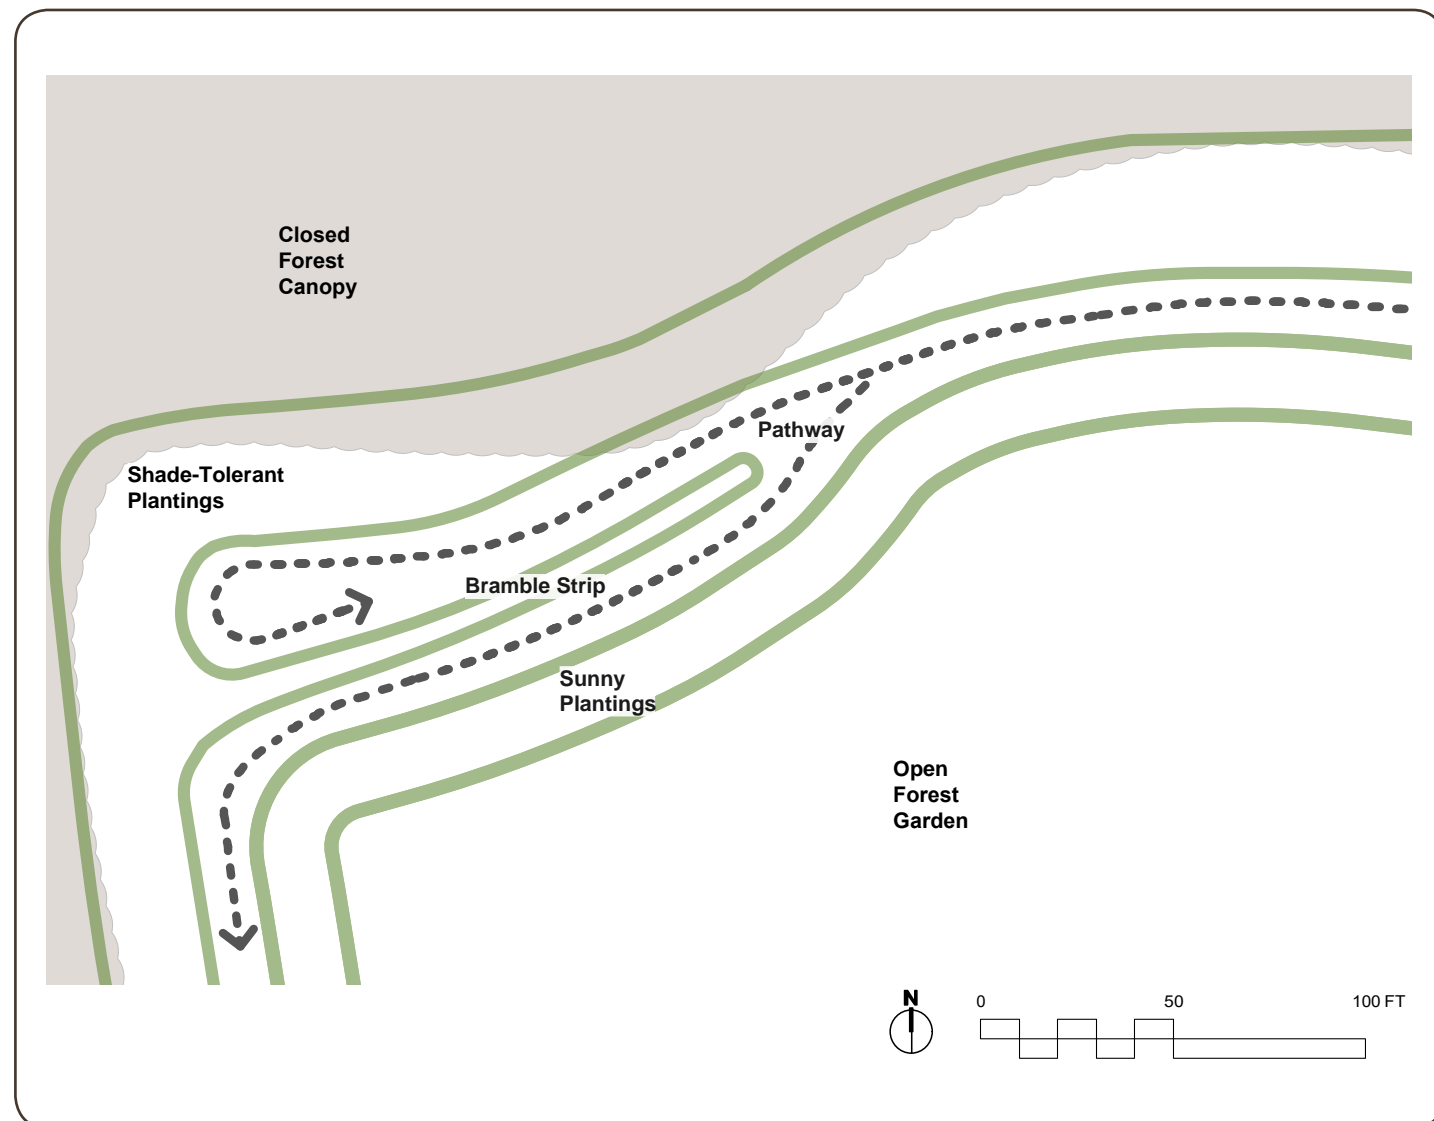 Closed
Forest
Canopy
Pathway
Shade-Tolerant
Plantings
Bramble Strip
Sunny
Plantings
Open
Forest
Garden
N
0 50 100 FT